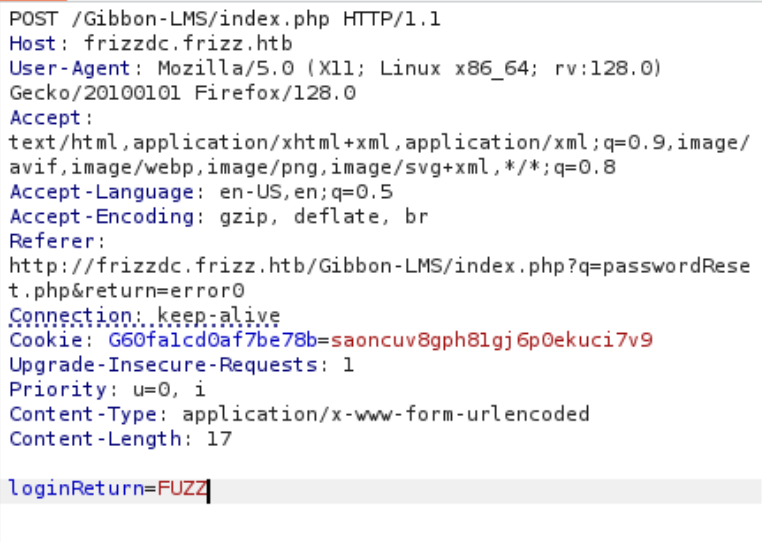 POST /Gibbon-LMS/index.php HTTP/1.1
Host: frizzdc.frizz.htb
User-Agent: Mozilla/5.0 (X11; Linux x86_64; rv:128.0)
Gecko/20100101 Firefox/128.0
Accept:
text/html,application/xhtml+xml,application/xml;q=0.9,image/
avif,image/webp,image/png,image/svg+xml,*/*;q=0.8
Accept-Language: en-US,en;q=0.5
Accept-Encoding: gzip, deflate, br
Referer:
http://frizzdc.frizz.htb/Gibbon-LMS/index.php?q=passwordRese
t.php&return=error0
Connection: keep-alive
Cookie: G60fa1cd0af7be78b=saoncuv8gph81gj6p0ekuci7v9
Upgrade-Insecure-Requests: 1
Priority: u=0, i
Content-Type: application/x-www-form-urlencoded
Content-Length: 17
loginReturn=FUZZ